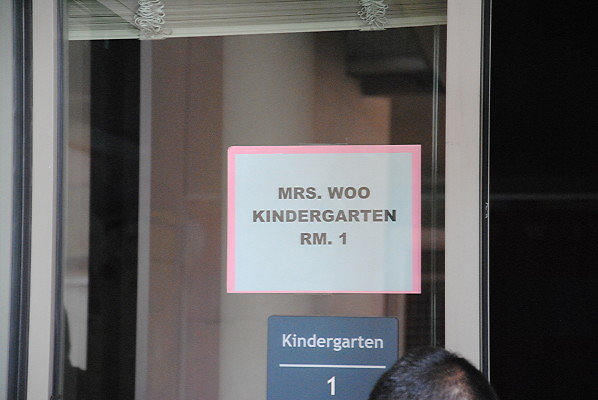 MRS. WOO
KINDERGARTEN
RM. 1
Kindergarten
1